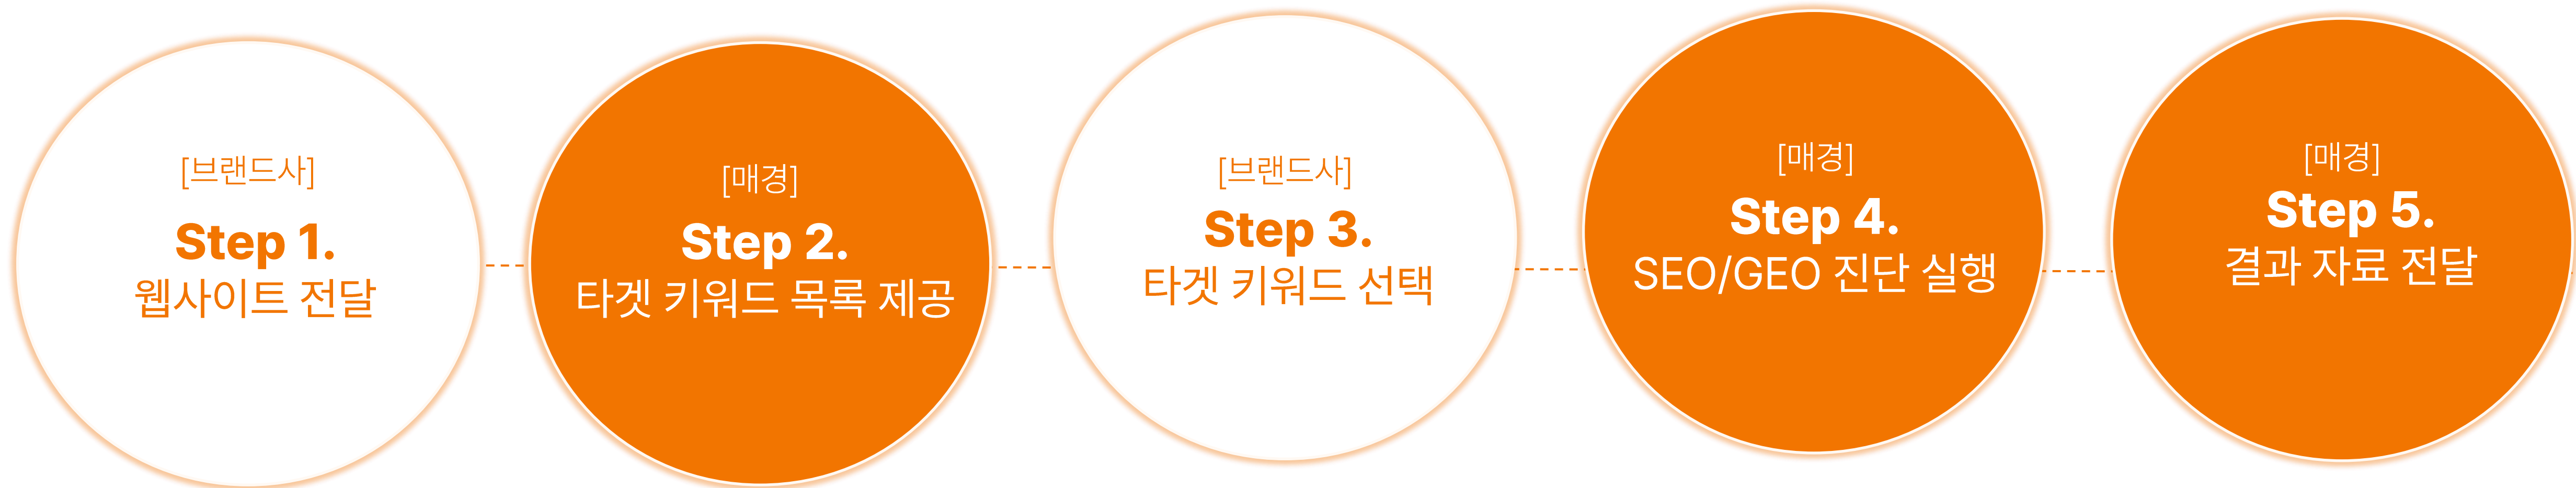 [브랜드사]
Step 1.
웹사이트 전달
[매경]
Step 2.
타겟 키워드 목록 제공
[브랜드사]
Step 3.
타겟 키워드 선택
[매경]
Step 4.
SEO/GEO 진단 실행
[매경]
Step 5.
결과 자료 전달